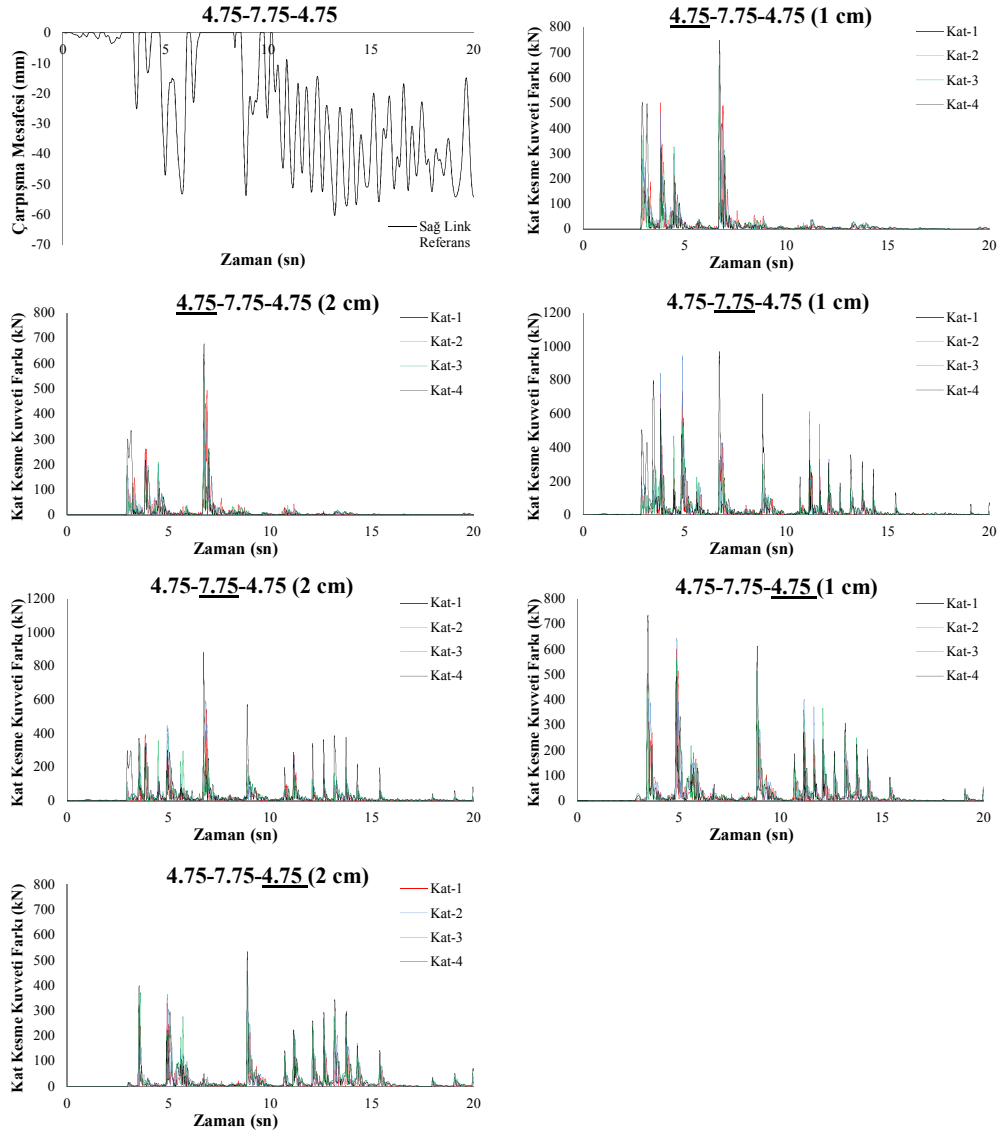 4.75-7.75-4.75
Çarpışma Mesafesi (mm)
0
-10
-20
-30
-40
-50
-60
-70
0 5 10 15 20
Sağ Link
Referans
Zaman (sn)
4.75-7.75-4.75 (1 cm)
Kat Kesme Kuvveti Farkı (kN)
800
700
600
500
400
300
200
100
0
0 5 10 15 20
Kat-1
Kat-2
Kat-3
Kat-4
Zaman (sn)
4.75-7.75-4.75 (2 cm)
Kat Kesme Kuvveti Farkı (kN)
800
700
600
500
400
300
200
100
0
0 5 10 15 20
Kat-1
Kat-2
Kat-3
Kat-4
Zaman (sn)
4.75-7.75-4.75 (1 cm)
Kat Kesme Kuvveti Farkı (kN)
1200
1000
800
600
400
200
0
0 5 10 15 20
Kat-1
Kat-2
Kat-3
Kat-4
Zaman (sn)
4.75-7.75-4.75 (2 cm)
Kat Kesme Kuvveti Farkı (kN)
1200
1000
800
600
400
200
0
0 5 10 15 20
Kat-1
Kat-2
Kat-3
Kat-4
Zaman (sn)
4.75-7.75-4.75 (1 cm)
Kat Kesme Kuvveti Farkı (kN)
800
700
600
500
400
300
200
100
0
0 5 10 15 20
Kat-1
Kat-2
Kat-3
Kat-4
Zaman (sn)
4.75-7.75-4.75 (2 cm)
Kat Kesme Kuvveti Farkı (kN)
800
700
600
500
400
300
200
100
0
0 5 10 15 20
Kat-1
Kat-2
Kat-3
Kat-4
Zaman (sn)